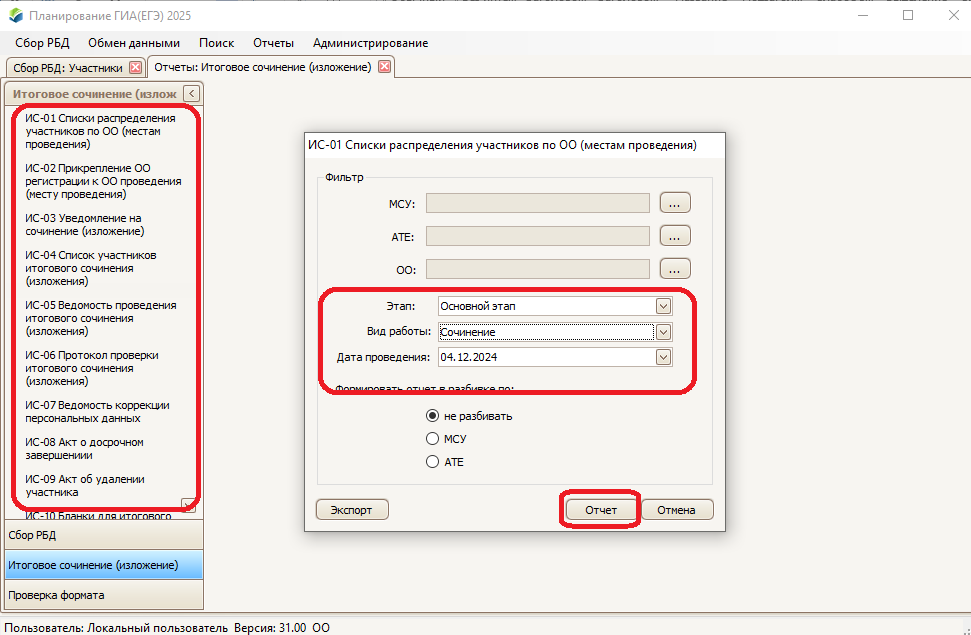 Планирование ГИА(ЕГЭ) 2025
Сбор РБД Обмен данными Поиск Отчеты Администрирование
Сбор РБД: Участники Отчеты: Итоговое сочинение (изложение)
Итоговое сочинение (излож
ИС-01 Списки распределения
участников по ОО (местам
проведения)
ИС-02 Прикрепление ОО
регистрации к ОО проведения
(месту проведения)
ИС-03 Уведомление на
сочинение (изложение)
ИС-04 Список участников
итогового сочинения
(изложения)
ИС-05 Ведомость проведения
итогового сочинения
(изложения)
ИС-06 Протокол проверки
итогового сочинения
(изложения)
ИС-07 Ведомость коррекции
персональных данных
ИС-08 Акт о досрочном
завершениии
ИС-09 Акт об удалении
участника
ИС-10 Бланки для итогового
Сбор РБД
Итоговое сочинение (изложение)
Проверка формата
ИС-01 Списки распределения участников по ОО (местам проведения)
Фильтр
МСУ: ...
АТЕ: ...
ОО: ...
Этап: Основной этап
Вид работы: Сочинение
Дата проведения: 04.12.2024
Формировать отчет в разбивке по:
не разбивать
МСУ
АТЕ
Экспорт Отчет Отмена
Пользователь: Локальный пользователь Версия: 31.00 ОО